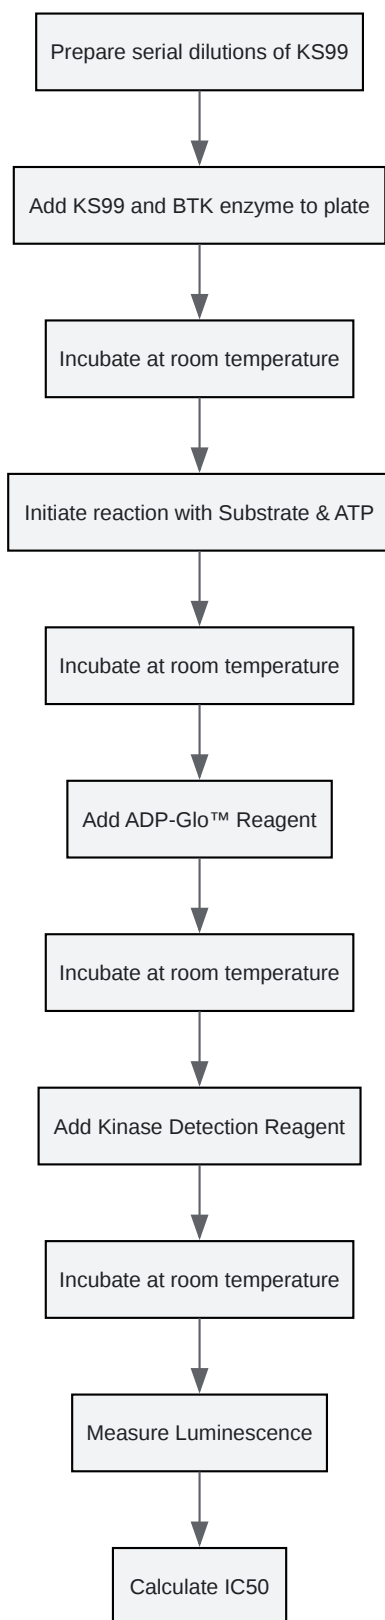 Prepare serial dilutions of KS99
Add KS99 and BTK enzyme to plate
Incubate at room temperature
Initiate reaction with Substrate & ATP
Incubate at room temperature
Add ADP-Glo™ Reagent
Incubate at room temperature
Add Kinase Detection Reagent
Incubate at room temperature
Measure Luminescence
Calculate IC50